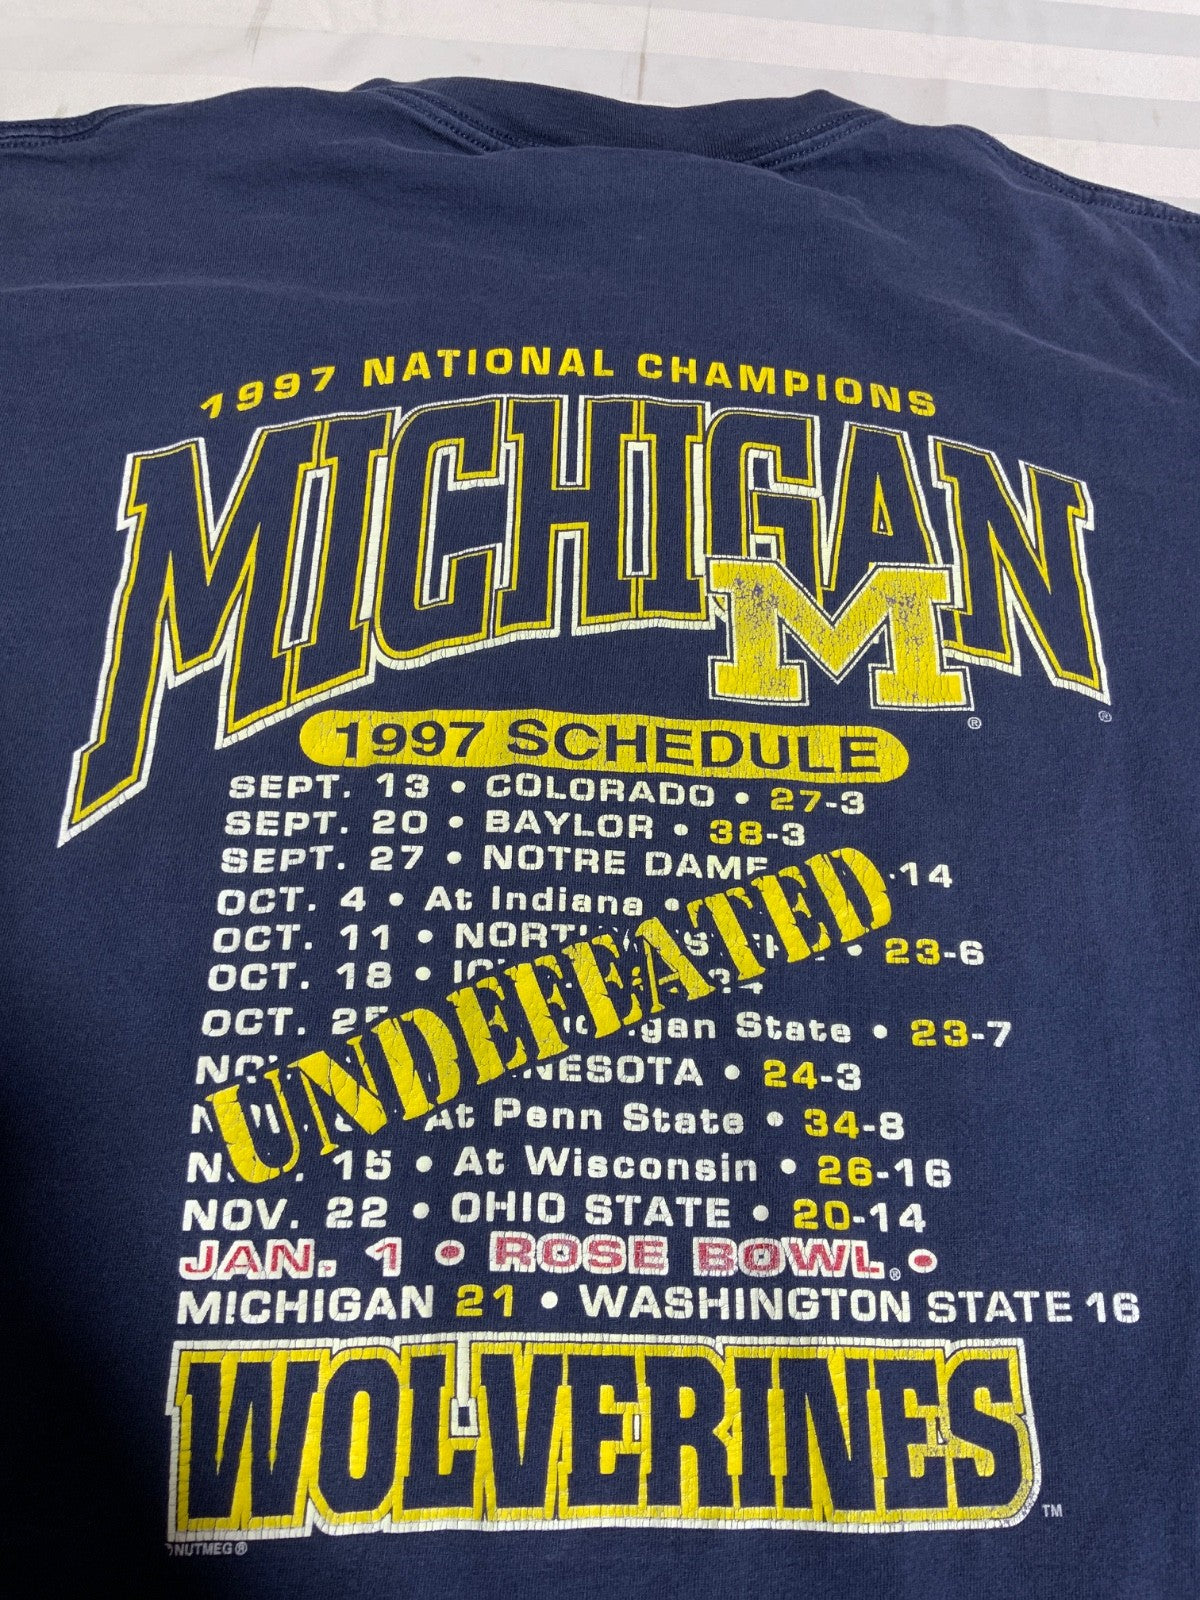 1997 NATIONAL CHAMPIONS
MICHIGAN
M
® ®
1997 SCHEDULE
SEPT. 13 • COLORADO • 27-3
SEPT. 20 • BAYLOR • 38-3
SEPT. 27 • NOTRE DAME -14
OCT. 4 • At Indiana •
OCT. 11 • • 23-6
OCT. 18 •
OCT. State • 23-7
UNDEFEATED
• 24-3
At Penn State • 34-8
15 • At Wisconsin • 26-16
NOV. 22 • OHIO STATE • 20-14
JAN. 1 • ROSE BOWL® •
MICHIGAN 21 • WASHINGTON STATE 16
WOLVERINES
TM
NUTMEG®